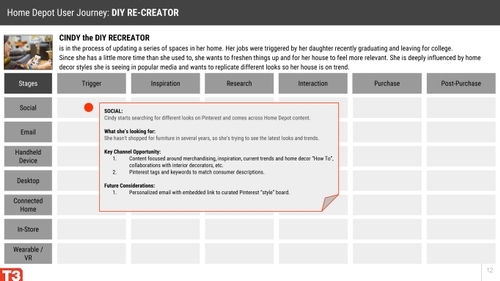 Home Depot User Journey: DIY RE-CREATOR
CINDY the DIY RECREATOR
is in the process of updating a series of spaces in her home. Her jobs were triggered by her daughter recently graduating and leaving for college.
Since she has a little more time than she used to, she wants to freshen things up and for her house to feel more relevant. She is deeply influenced by home
decor styles she is seeing in popular media and wants to replicate different looks so her house is on trend.
Stages
Trigger
Inspiration
Research
Interaction
Purchase
Post-Purchase
Social
Email
Handheld
Device
Desktop
Connected
Home
In-Store
Wearable /
VR
SOCIAL:
Cindy starts searching for different looks on Pinterest and comes across Home Depot content.
What she's looking for:
She hasn't shopped for furniture in several years, so she's trying to see the latest looks and trends.
Key Channel Opportunity:
1. Content focused around merchandising, inspiration, current trends and home decor "How To",
collaborations with interior decorators, etc.
2. Pinterest tags and keywords to match consumer descriptions.
Future Considerations:
1. Personalized email with embedded link to curated Pinterest "style" board.
T3
12